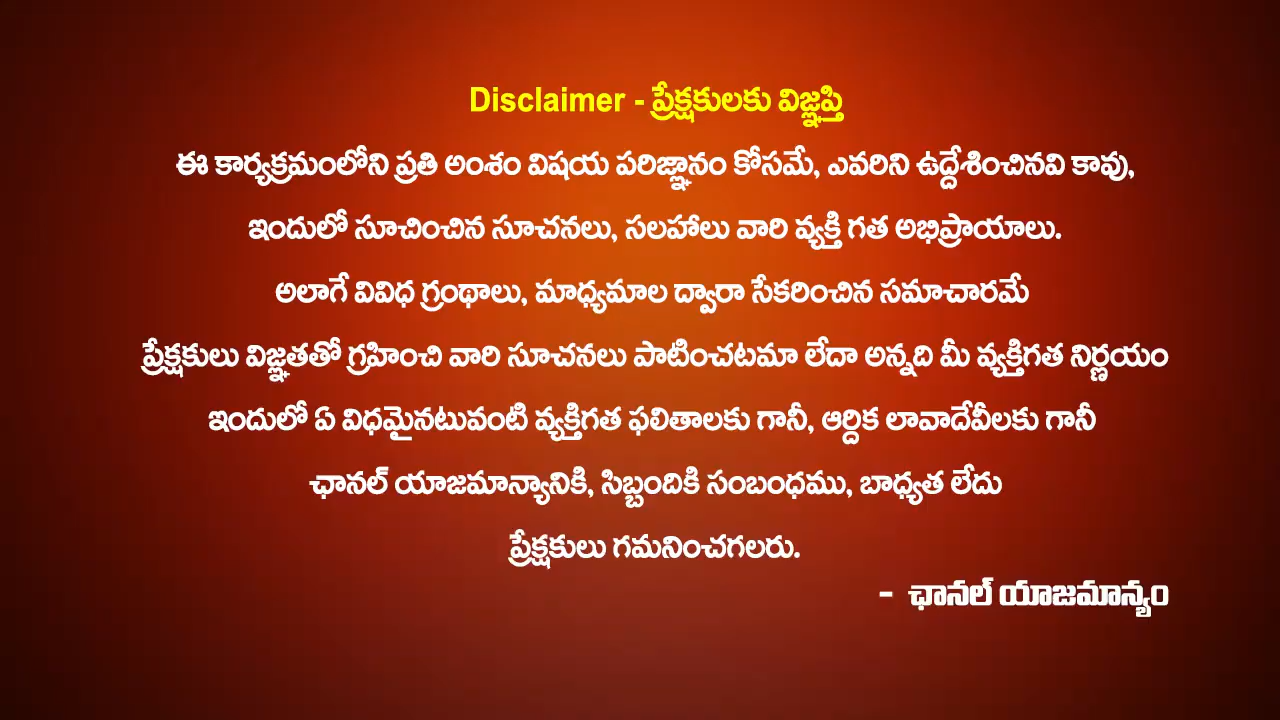 Disclaimer - ప్రేక్షకులకు విజ్ఞప్తి
ఈ కార్యక్రమంలోని ప్రతి అంశం విషయ పరిజ్ఞానం కోసమే, ఎవరిని ఉద్దేశించినవి కావు,
ఇందులో సూచించిన సూచనలు, సలహాలు వారి వ్యక్తి గత అభిప్రాయాలు.
అలాగే వివిధ గ్రంథాలు, మాధ్యమాల ద్వారా సేకరించిన సమాచారమే
ప్రేక్షకులు విజ్ఞతతో గ్రహించి వారి సూచనలు పాటించటమా లేదా అన్నది మీ వ్యక్తిగత నిర్ణయం
ఇందులో ఏ విధమైనటువంటి వ్యక్తిగత ఫలితాలకు గానీ, ఆర్దిక లావాదేవీలకు గానీ
ఛానల్ యాజమాన్యానికి, సిబ్బందికి సంబంధము, బాధ్యత లేదు
ప్రేక్షకులు గమనించగలరు.
- ఛానల్ యాజమాన్యం